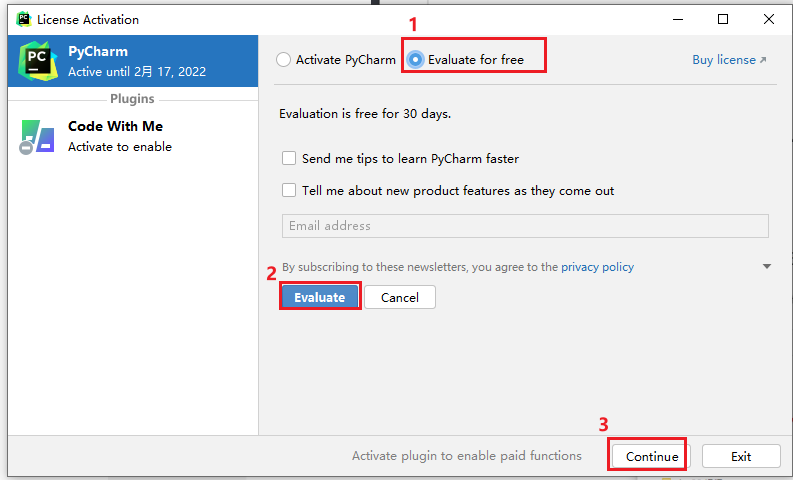 License Activation
1
PyCharm
Active until 2月 17, 2022
Plugins
Code With Me
Activate to enable
Activate PyCharm
Evaluate for free
Buy license
Evaluation is free for 30 days.
Send me tips to learn PyCharm faster
Tell me about new product features as they come out
Email address
By subscribing to these newsletters, you agree to the privacy policy
2
Evaluate
Cancel
3
Activate plugin to enable paid functions
Continue
Exit
PC